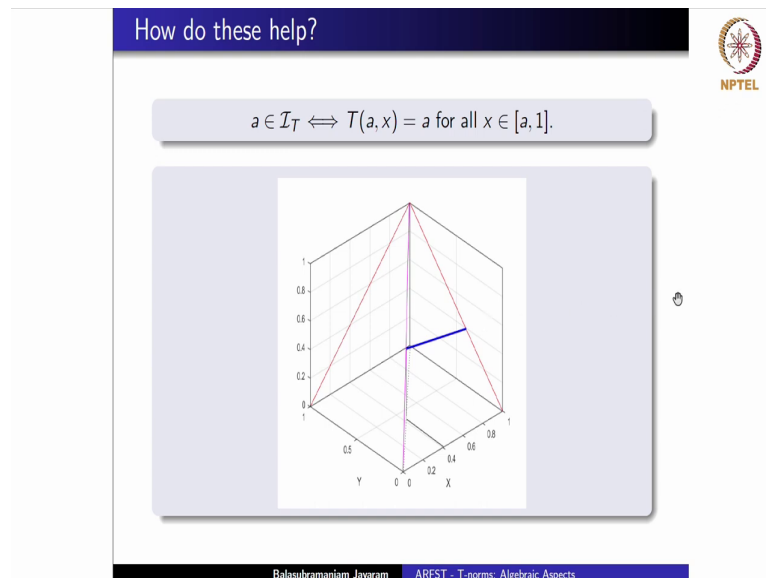 How do these help?
NPTEL
a ∈ I_T ⟺ T(a, x) = a for all x ∈ [a, 1].
1
0.8
0.6
0.4
0.2
0
1
0.5
0
Y
0
0.2
0.4
0.6
0.8
1
X
Balasubramaniam Jayaram
ARFST - T-norms: Algebraic Aspects